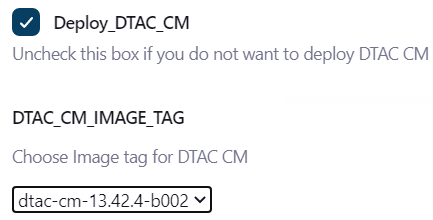 Deploy_DTAC_CM
Uncheck this box if you do not want to deploy DTAC CM
DTAC_CM_IMAGE_TAG
Choose Image tag for DTAC CM
dtac-cm-13.42.4-b002